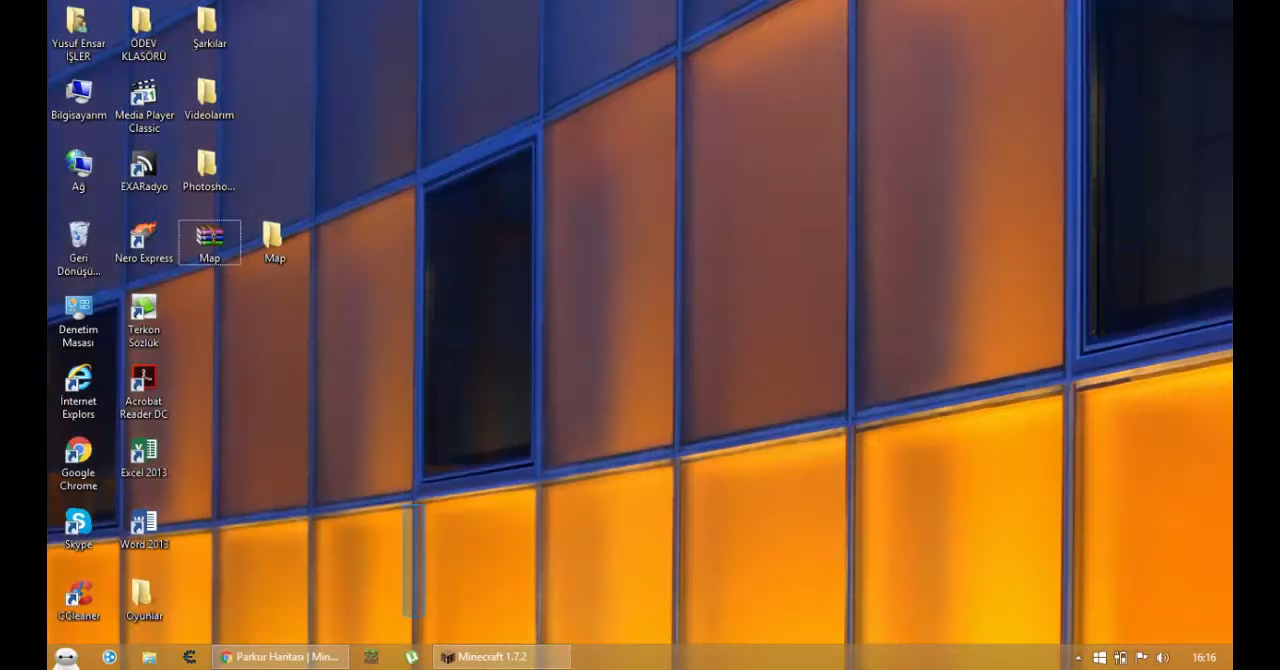 Yusuf Ensar
İŞLER
ÖDEV
KLASÖRÜ
Şarkılar
Bilgisayarım
Media Player
Classic
Videolarım
Ağ
EXARadyo
Photosho...
Geri
Dönüşü...
Nero Express
Map
Map
Denetim
Masası
Terkon
Sözlük
İnternet
Explors
Acrobat
Reader DC
Google
Chrome
Excel 2013
Skype
Word 2013
CCleaner
Oyunlar
Parkur Haritası | Min...
Minecraft 1.7.2
16:16